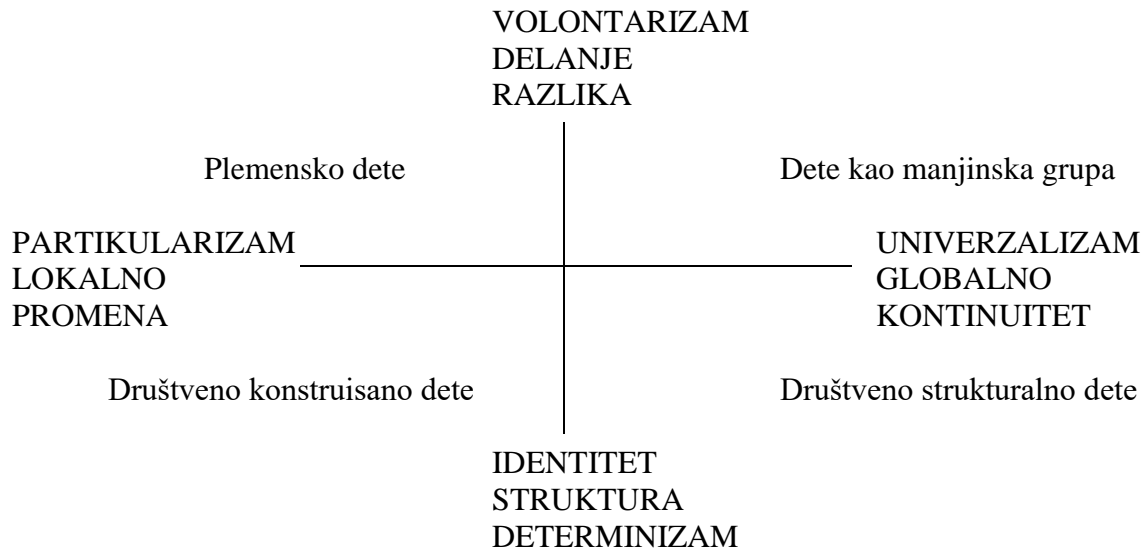 VOLONTARIZAM
DELANJE
RAZLIKA
Plemensko dete
Dete kao manjinska grupa
PARTIKULARIZAM
LOKALNO
PROMENA
UNIVERZALIZAM
GLOBALNO
KONTINUITET
Društveno konstruisano dete
Društveno strukturalno dete
IDENTITET
STRUKTURA
DETERMINIZAM